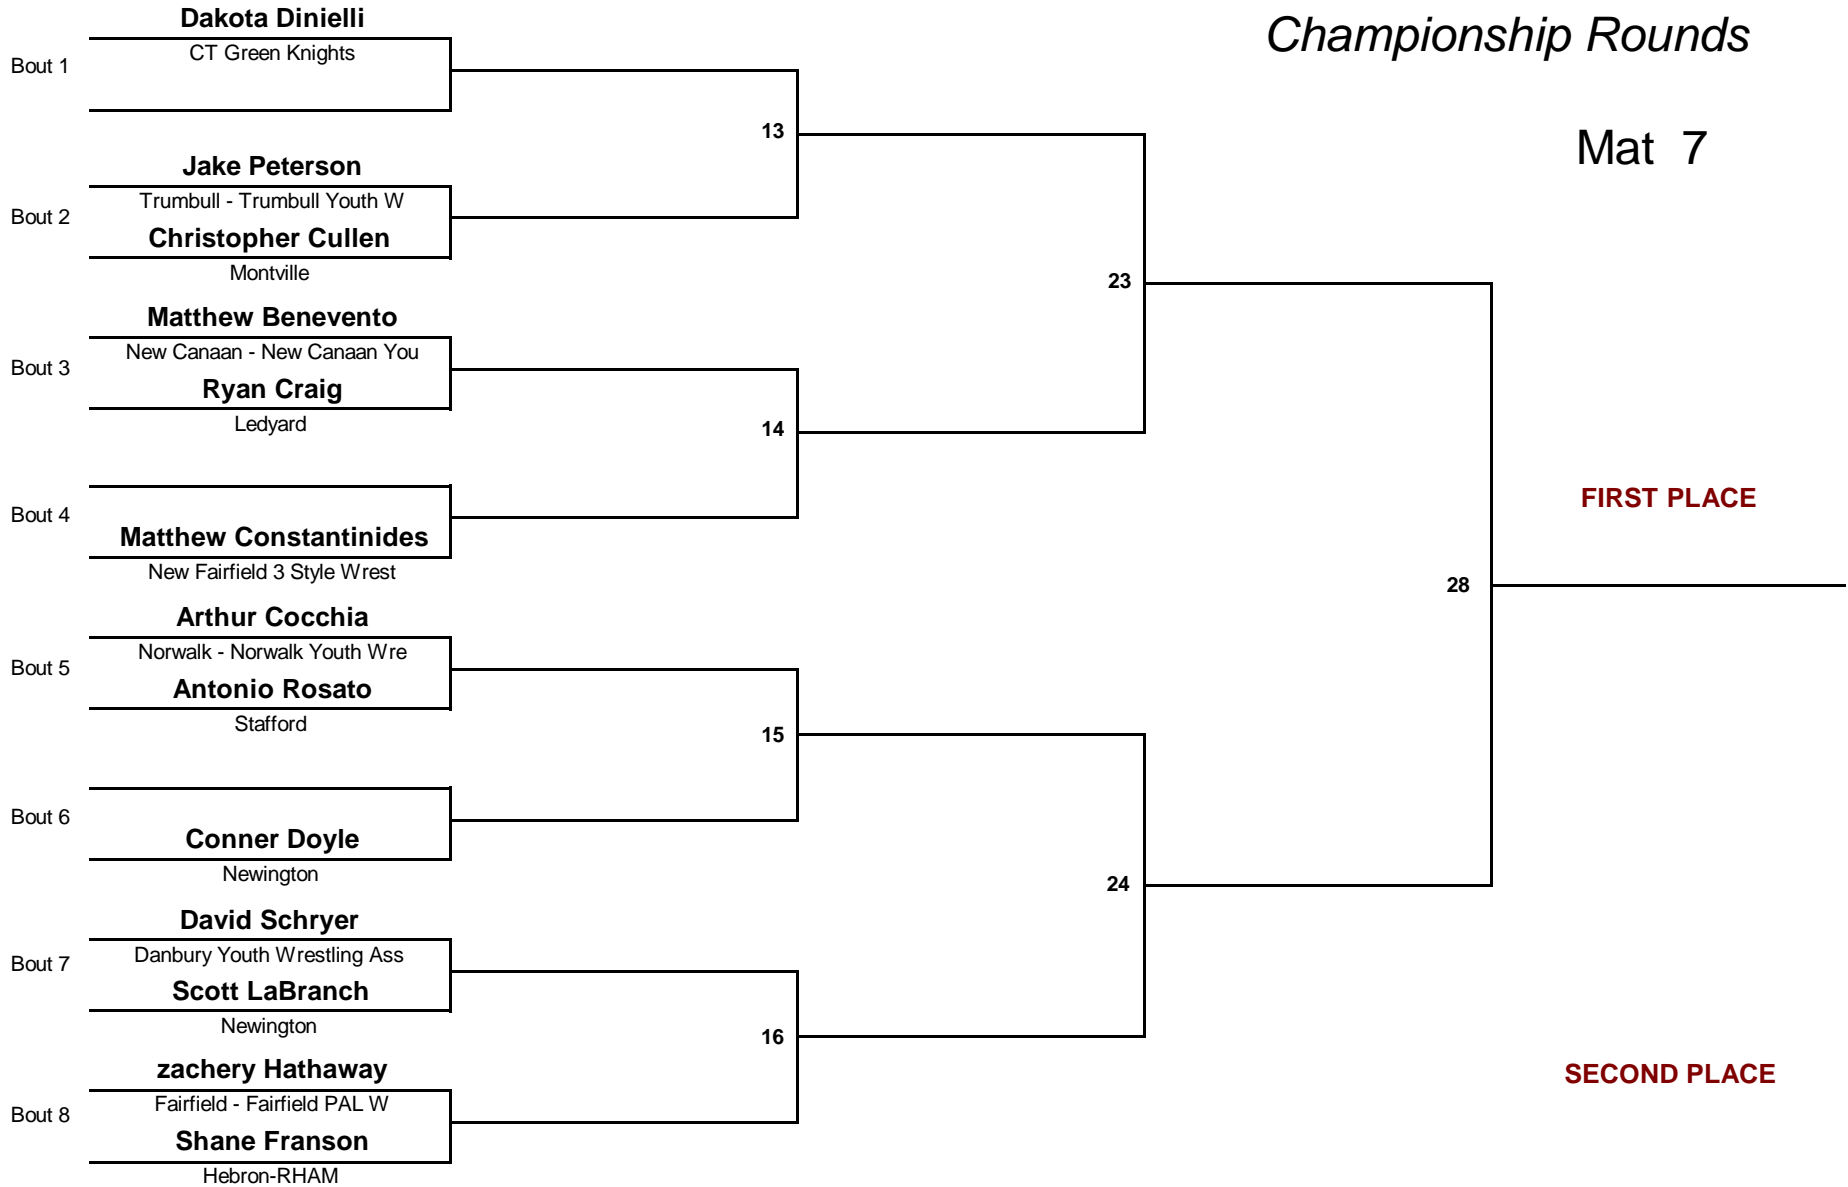 Championship Rounds
Mat 7
Dakota Dinielli
Bout 1
CT Green Knights
13
Jake Peterson
Bout 2
Trumbull - Trumbull Youth W
Christopher Cullen
Montville
23
Matthew Benevento
Bout 3
New Canaan - New Canaan You
Ryan Craig
Ledyard
14
Bout 4
Matthew Constantinides
New Fairfield 3 Style Wrest
FIRST PLACE
28
Arthur Cocchia
Bout 5
Norwalk - Norwalk Youth Wre
Antonio Rosato
Stafford
15
Bout 6
Conner Doyle
Newington
24
David Schryer
Bout 7
Danbury Youth Wrestling Ass
Scott LaBranch
Newington
16
zachery Hathaway
Bout 8
Fairfield - Fairfield PAL W
Shane Franson
Hebron-RHAM
SECOND PLACE